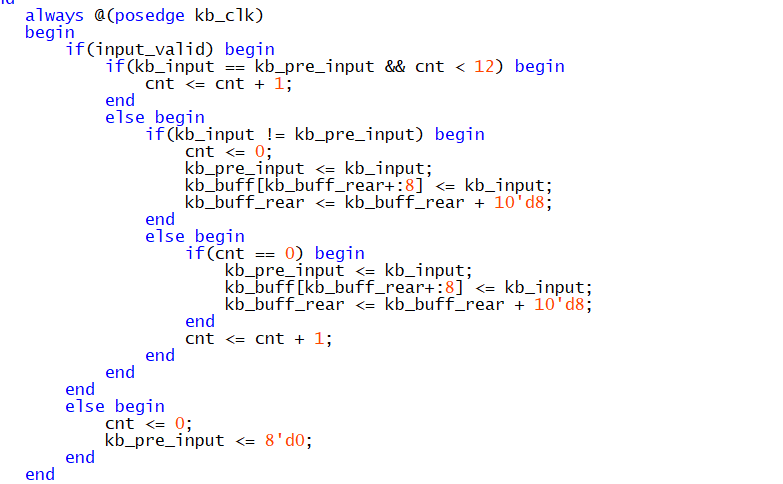 always @(posedge kb_clk)
begin
if(input_valid) begin
if(kb_input == kb_pre_input && cnt < 12) begin
cnt <= cnt + 1;
end
else begin
if(kb_input != kb_pre_input) begin
cnt <= 0;
kb_pre_input <= kb_input;
kb_buff[kb_buff_rear+:8] <= kb_input;
kb_buff_rear <= kb_buff_rear + 10'd8;
end
else begin
if(cnt == 0) begin
kb_pre_input <= kb_input;
kb_buff[kb_buff_rear+:8] <= kb_input;
kb_buff_rear <= kb_buff_rear + 10'd8;
end
cnt <= cnt + 1;
end
end
end
else begin
cnt <= 0;
kb_pre_input <= 8'd0;
end
end